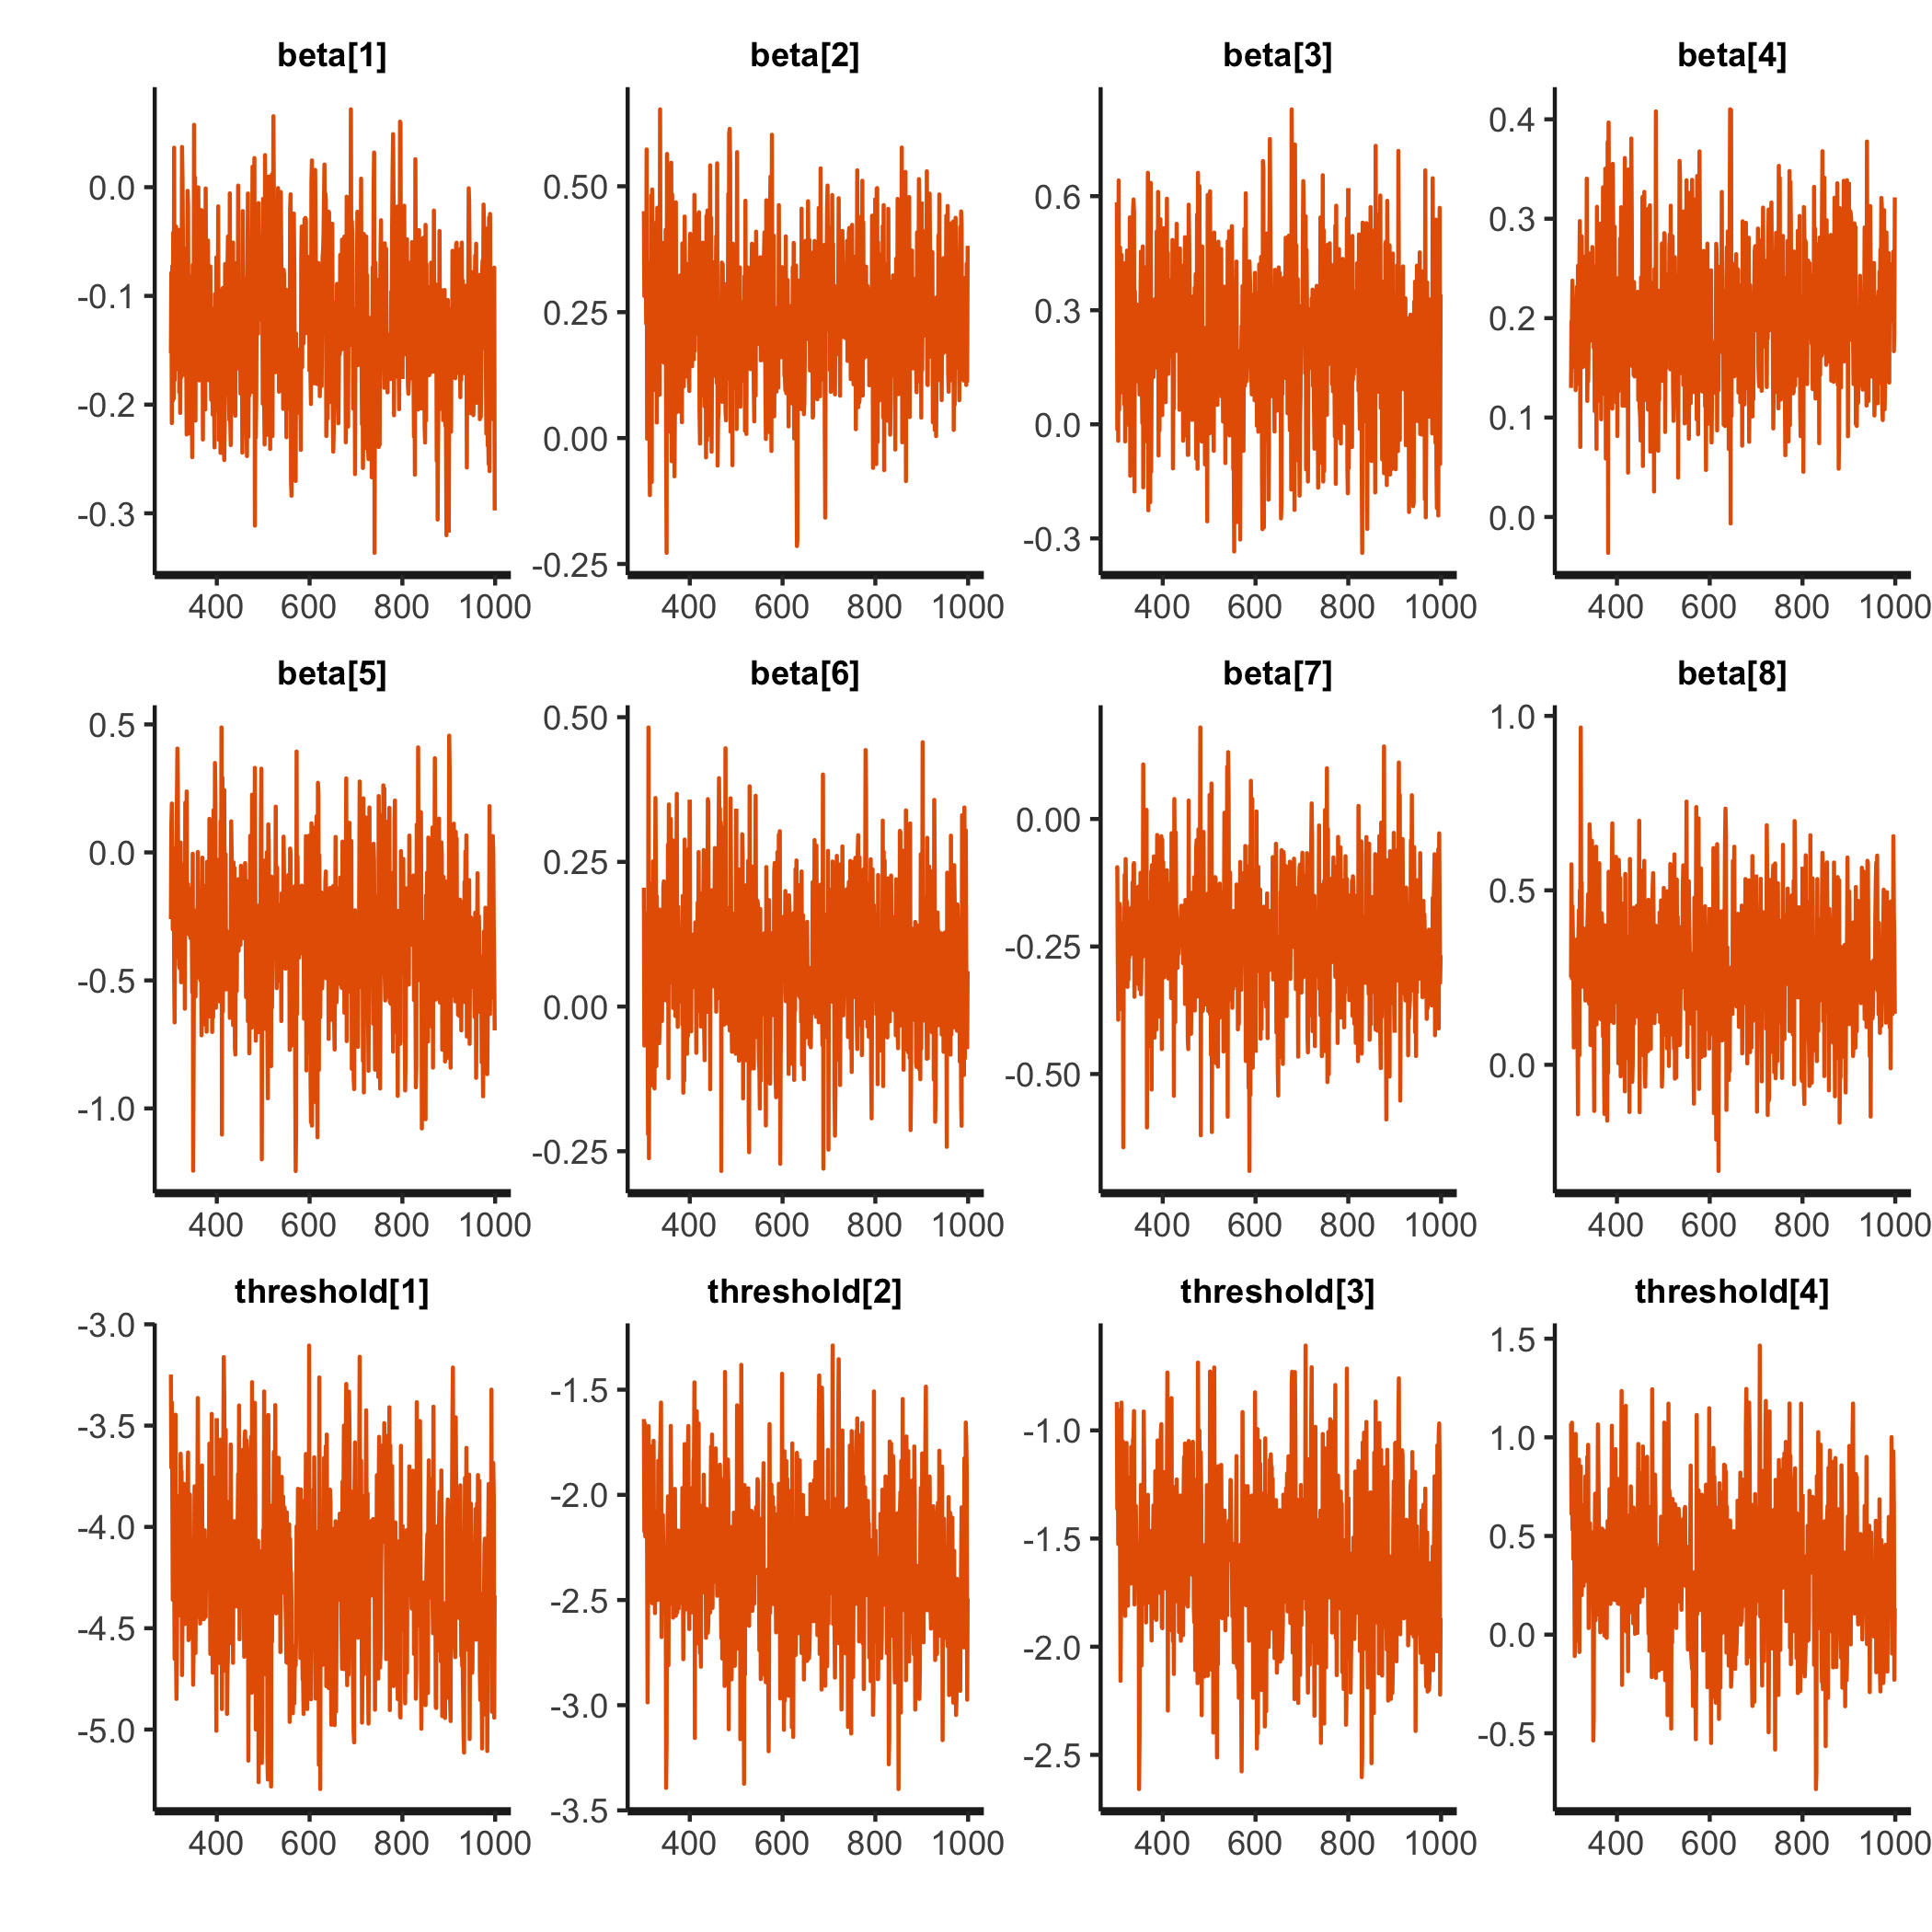 beta[1] beta[2] beta[3] beta[4]
0.0 -0.1 -0.2 -0.3
0.50 0.25 0.00 -0.25
0.6 0.3 0.0 -0.3
0.4 0.3 0.2 0.1 0.0
400 600 800 1000 400 600 800 1000 400 600 800 1000 400 600 800 1000
beta[5] beta[6] beta[7] beta[8]
0.5 0.0 -0.5 -1.0
0.50 0.25 0.00 -0.25
0.00 -0.25 -0.50
1.0 0.5 0.0
400 600 800 1000 400 600 800 1000 400 600 800 1000 400 600 800 1000
threshold[1] threshold[2] threshold[3] threshold[4]
-3.0 -3.5 -4.0 -4.5 -5.0
-1.5 -2.0 -2.5 -3.0 -3.5
-1.0 -1.5 -2.0 -2.5
1.5 1.0 0.5 0.0 -0.5
400 600 800 1000 400 600 800 1000 400 600 800 1000 400 600 800 1000